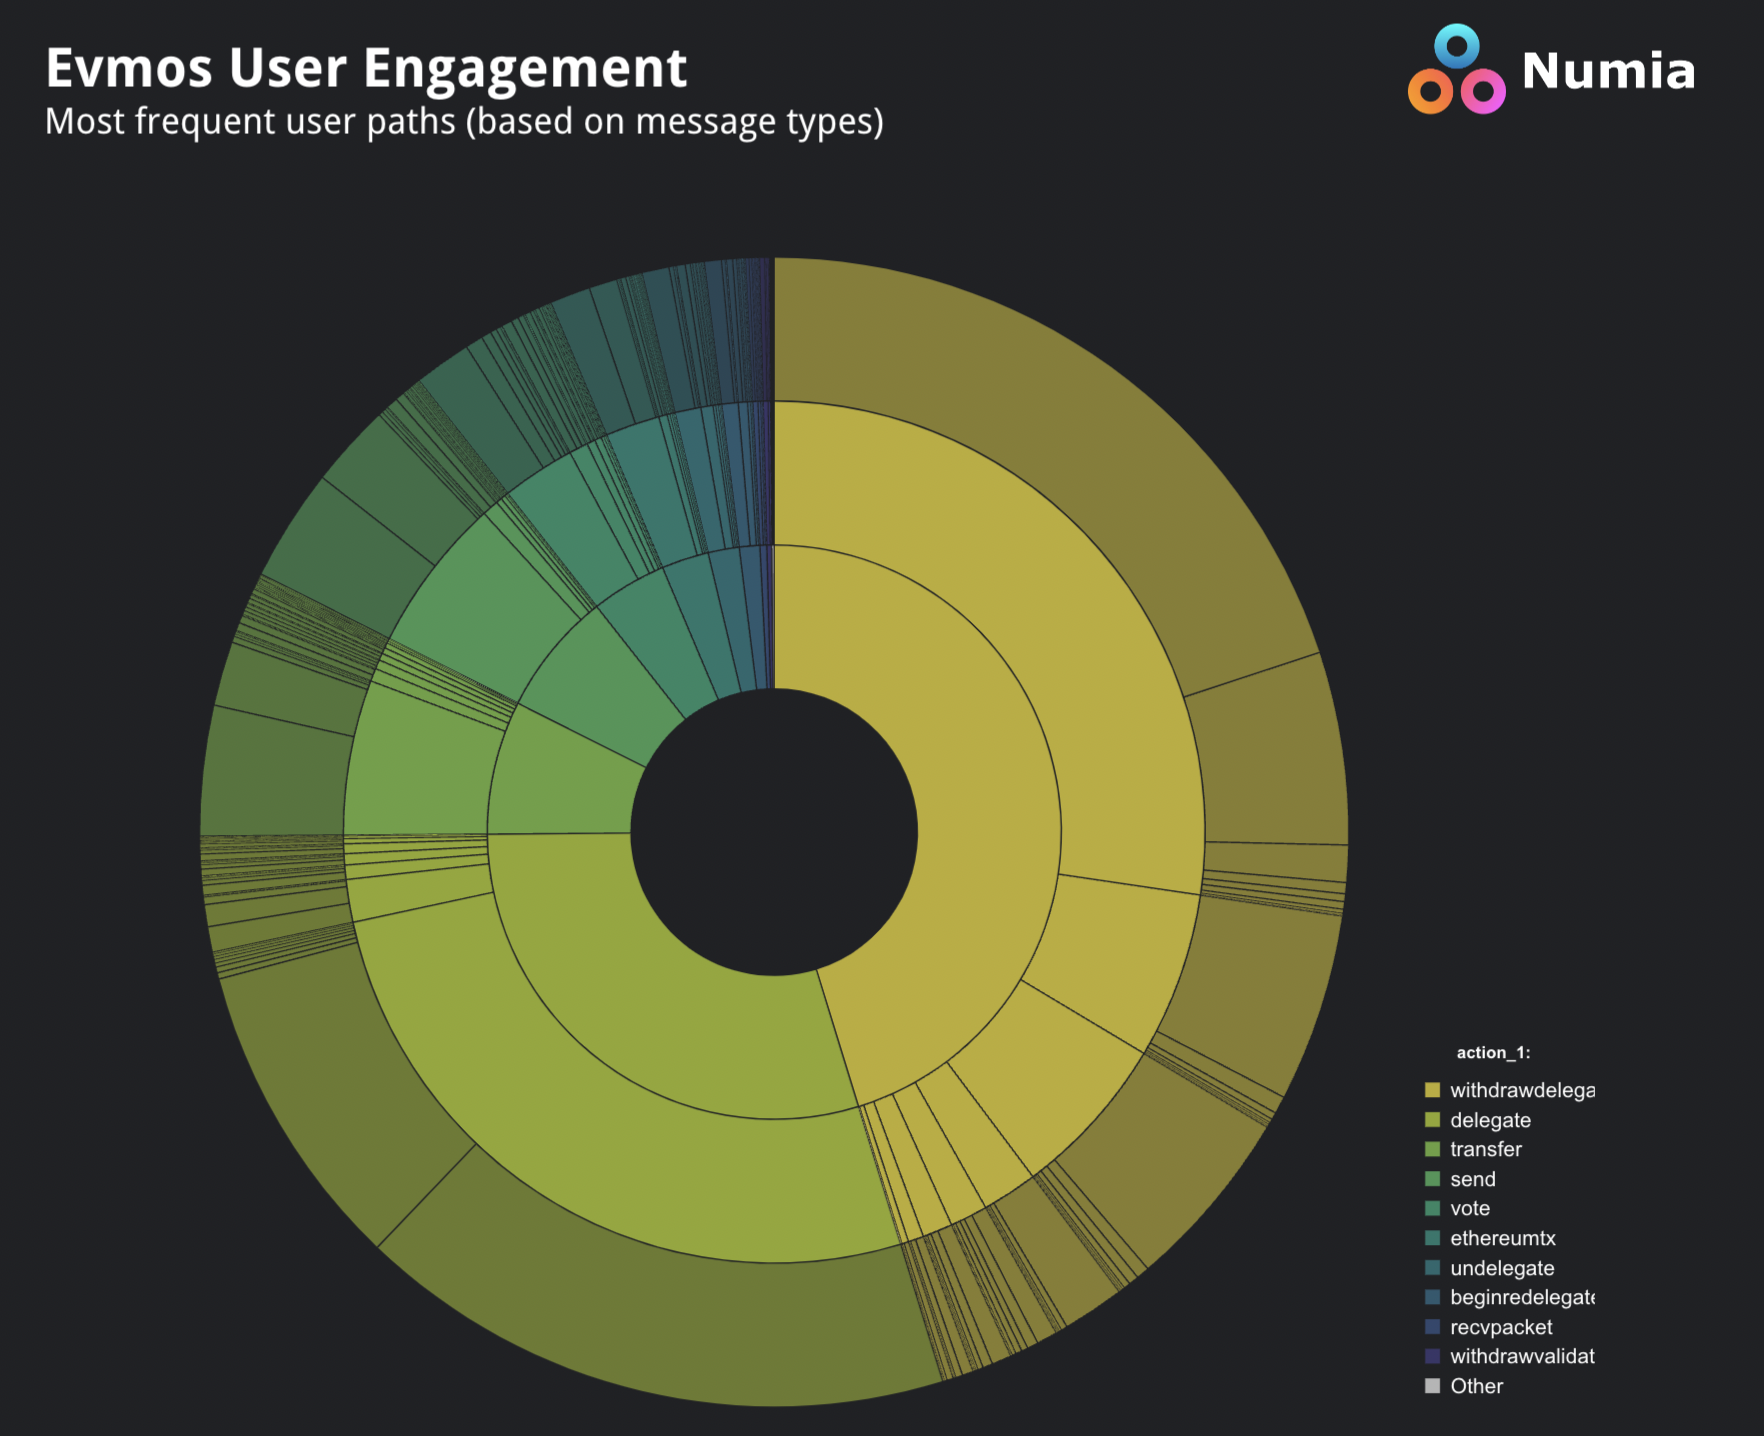 Evmos User Engagement
Most frequent user paths (based on message types)
Numia
action_1:
withdrawdelega
delegate
transfer
send
vote
ethereumtx
undelegate
beginredelegate
recvpacket
withdrawvalidat
Other